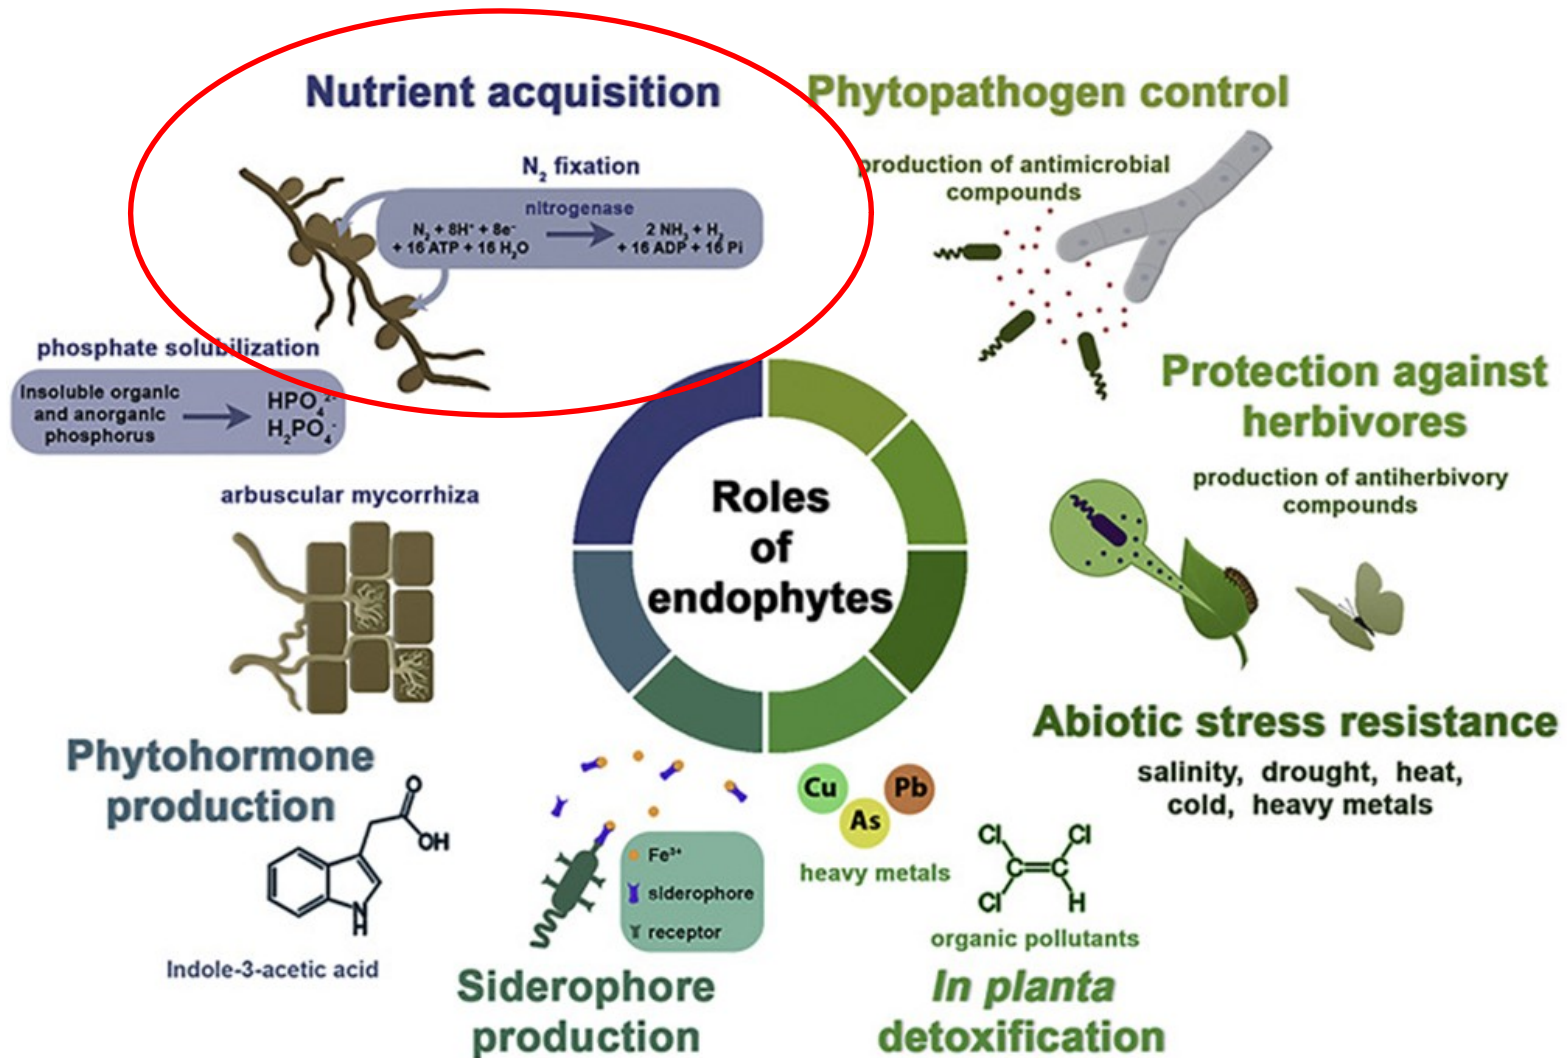 Nutrient acquisition
N₂ fixation
nitrogenase
N₂ + 8H⁺ + 8e⁻
+ 16 ATP + 16 H₂O
2 NH₃ + H₂
+ 16 ADP + 16 Pi
phosphate solubilization
Insoluble organic
and anorganic
phosphorus
HPO₄²⁻
H₂PO₄⁻
arbuscular mycorrhiza
Phytohormone
production
OH
O
N
H
Indole-3-acetic acid
Roles
of
endophytes
Phytopathogen control
production of antimicrobial
compounds
Protection against
herbivores
production of antiherbivory
compounds
Abiotic stress resistance
salinity, drought, heat,
cold, heavy metals
Cu
As
Pb
heavy metals
Cl
Cl
C
C
Cl
H
organic pollutants
In planta
detoxification
Fe³⁺
siderophore
receptor
Siderophore
production